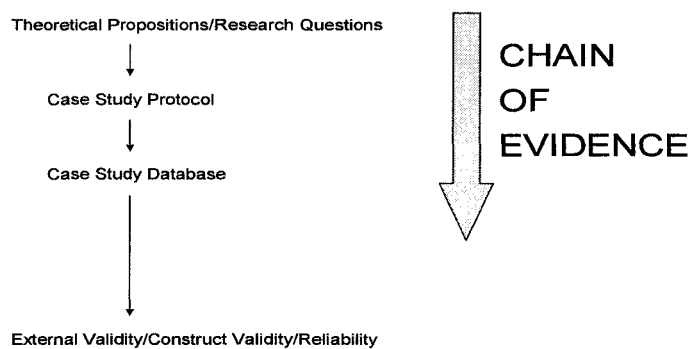 Theoretical Propositions/Research Questions
Case Study Protocol
Case Study Database
External Validity/Construct Validity/Reliability
CHAIN
OF
EVIDENCE